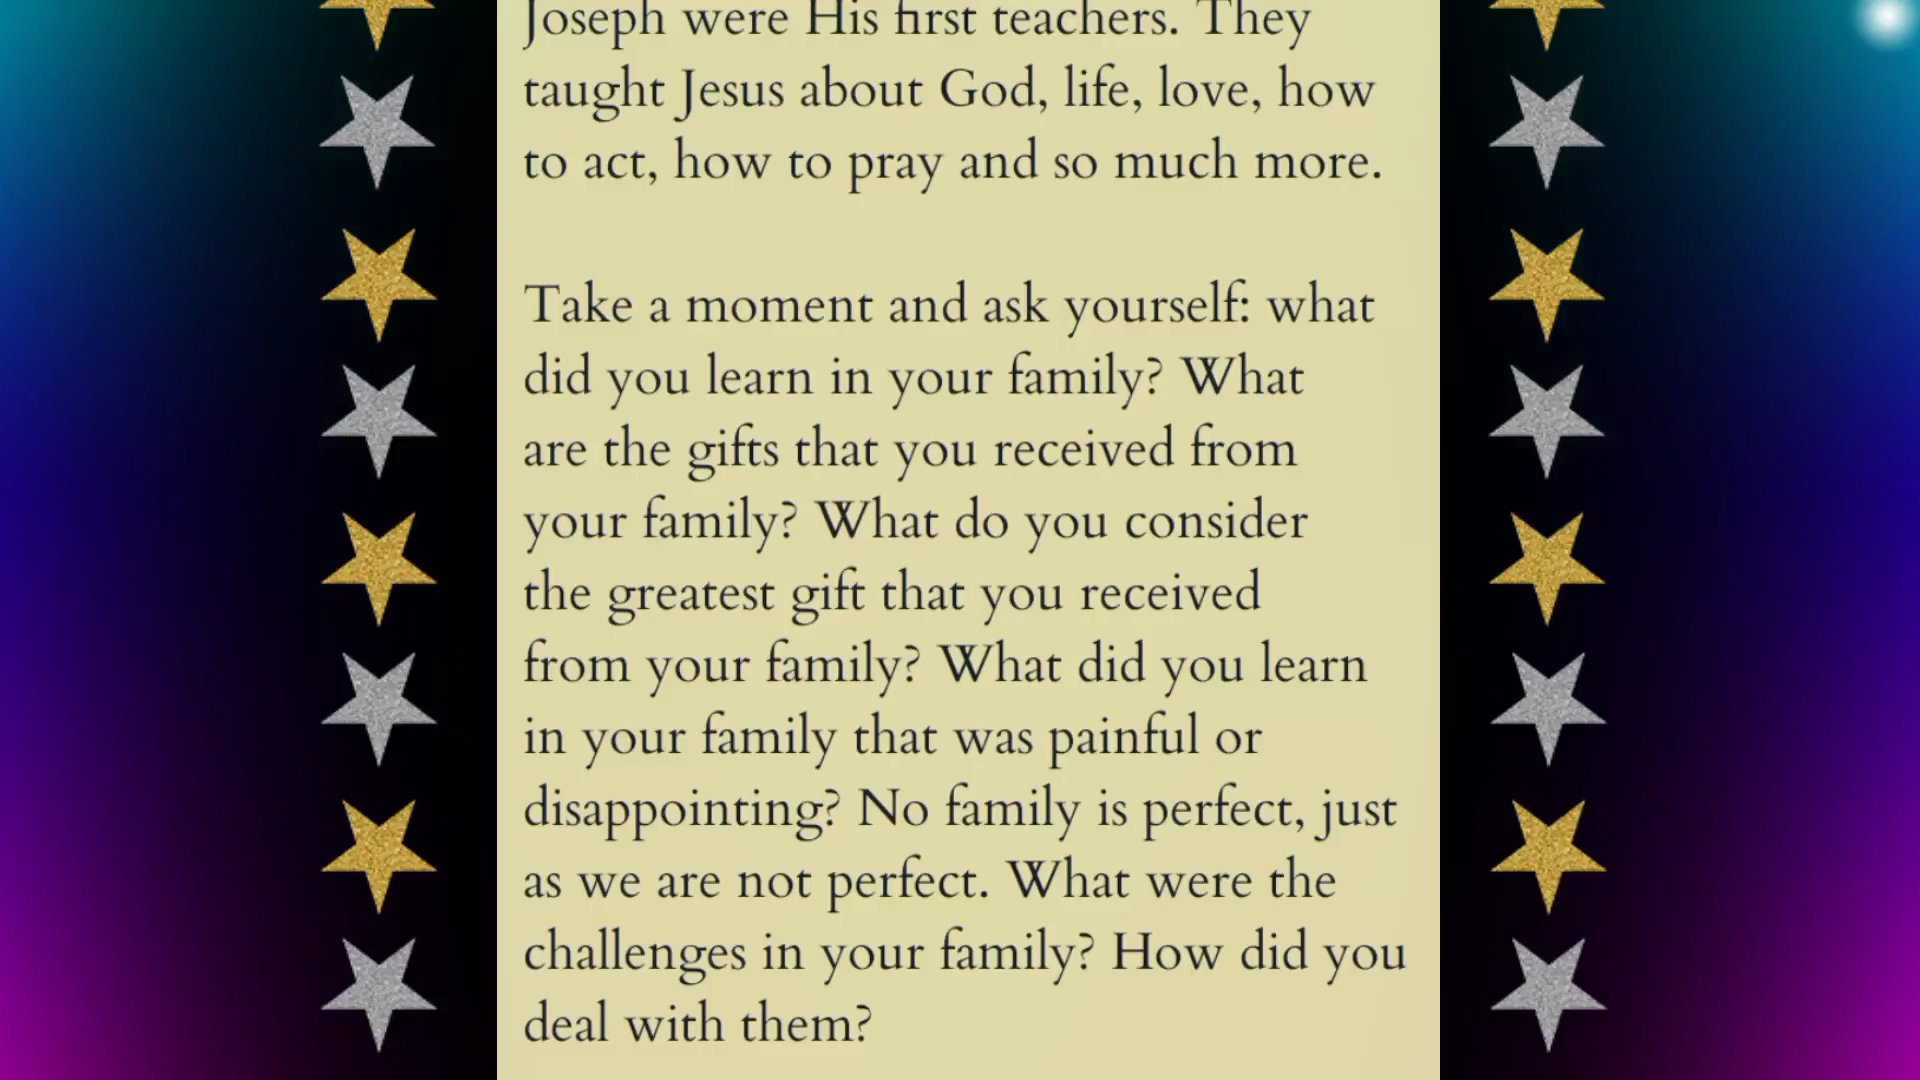 Joseph were His first teachers. They
taught Jesus about God, life, love, how
to act, how to pray and so much more.
Take a moment and ask yourself: what
did you learn in your family? What
are the gifts that you received from
your family? What do you consider
the greatest gift that you received
from your family? What did you learn
in your family that was painful or
disappointing? No family is perfect, just
as we are not perfect. What were the
challenges in your family? How did you
deal with them?